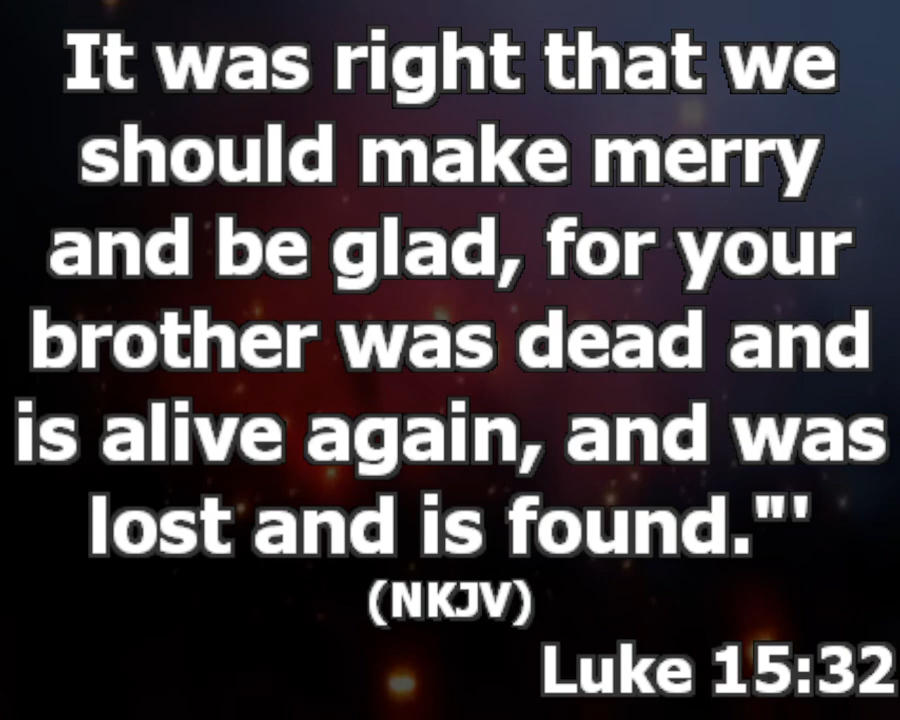 It was right that we
should make merry
and be glad, for your
brother was dead and
is alive again, and was
lost and is found."'
(NKJV)
Luke 15:32